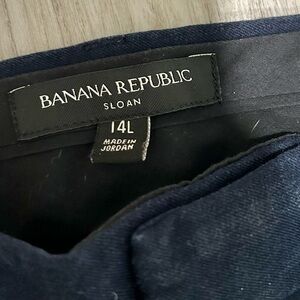 BANANA REPUBLIC
SLOAN
14L
MADE IN
JORDAN